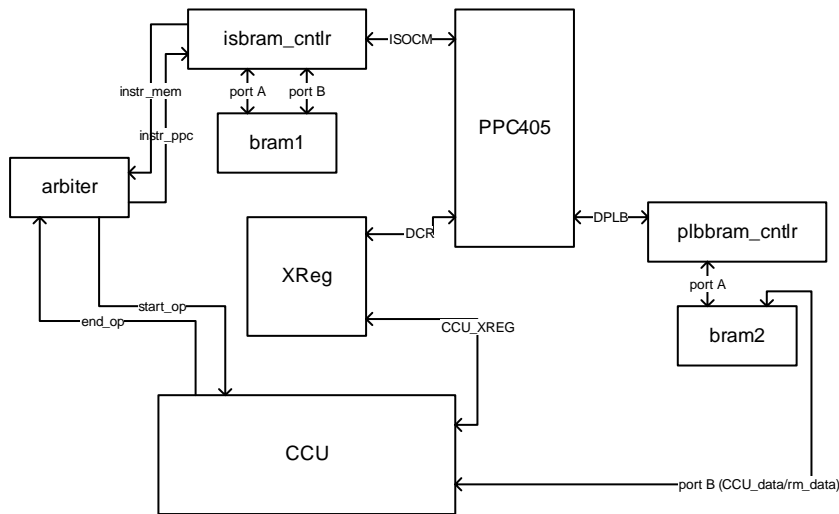 isbram_cntlr
ISOCM
instr_mem
port A
port B
PPC405
instr_ppc
bram1
arbiter
DPLB
plbbram_cntlr
DCR
XReg
port A
start_op
end_op
CCU_XREG
bram2
CCU
port B (CCU_data/rm_data)